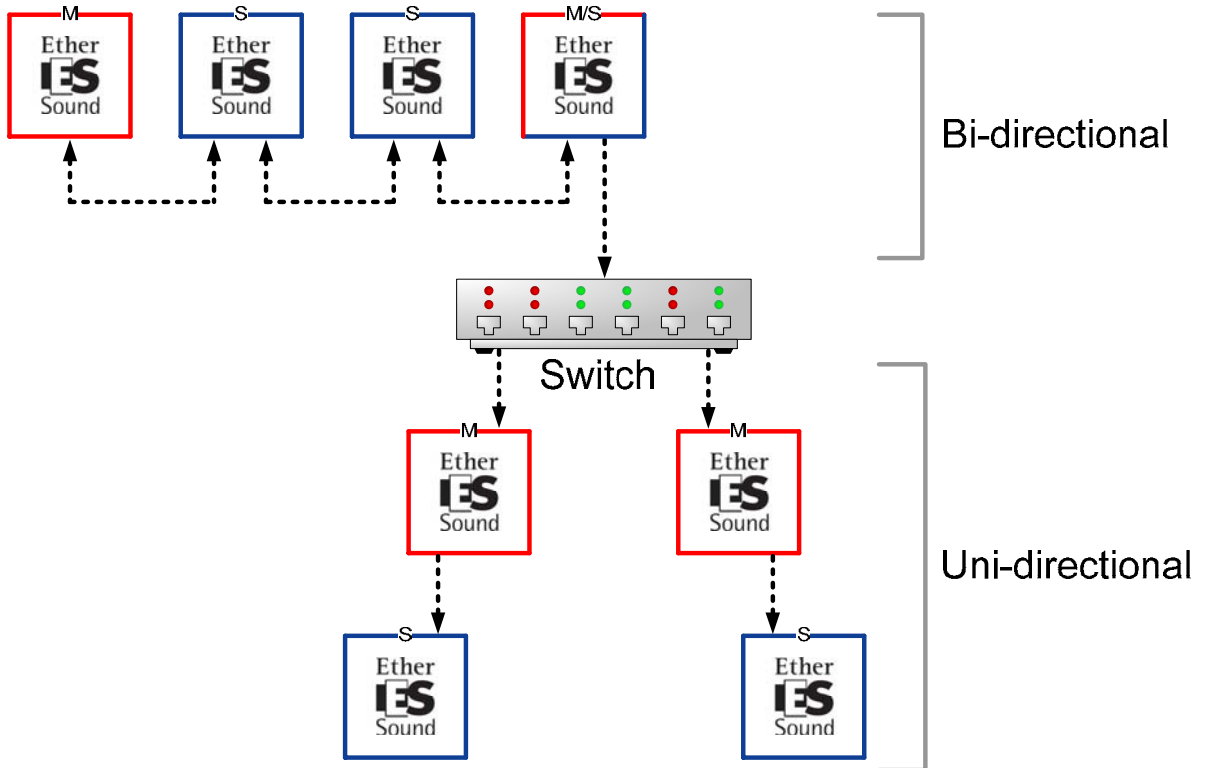 M
S
S
M/S
Ether
ES
Sound
Ether
ES
Sound
Ether
ES
Sound
Ether
ES
Sound
Bi-directional
Switch
M
M
Ether
ES
Sound
Ether
ES
Sound
Uni-directional
S
S
Ether
ES
Sound
Ether
ES
Sound